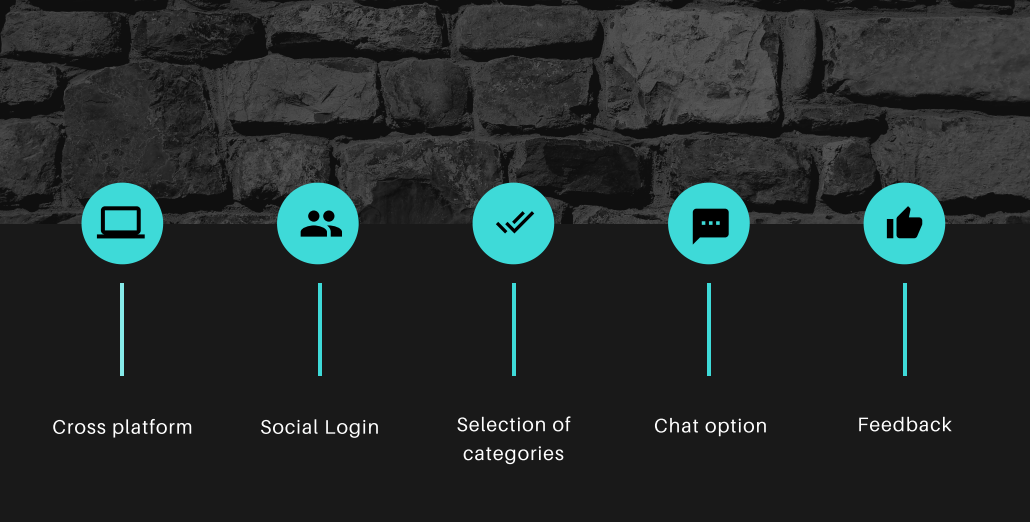 Cross platform
Social Login
Selection of
categories
Chat option
Feedback